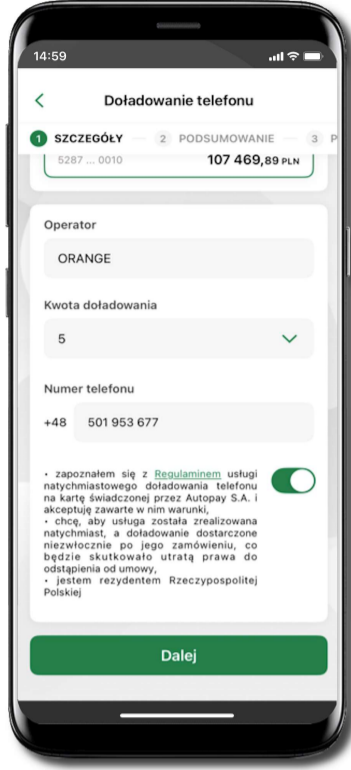 14:59
Doładowanie telefonu
1 SZCZEGÓŁY 2 PODSUMOWANIE 3 P
5287 ... 0010 107 469,89 PLN
Operator
ORANGE
Kwota doładowania
5
Numer telefonu
+48 501 953 677
• zapoznałem się z Regulaminem usługi
natychmiastowego doładowania telefonu
na kartę świadczonej przez Autopay S.A. i
akceptuję zawarte w nim warunki,
• chcę, aby usługa została zrealizowana
natychmiast, a doładowanie dostarczone
niezwłocznie po jego zamówieniu, co
będzie skutkowało utratą prawa do
odstąpienia od umowy,
• jestem rezydentem Rzeczypospolitej
Polskiej
Dalej